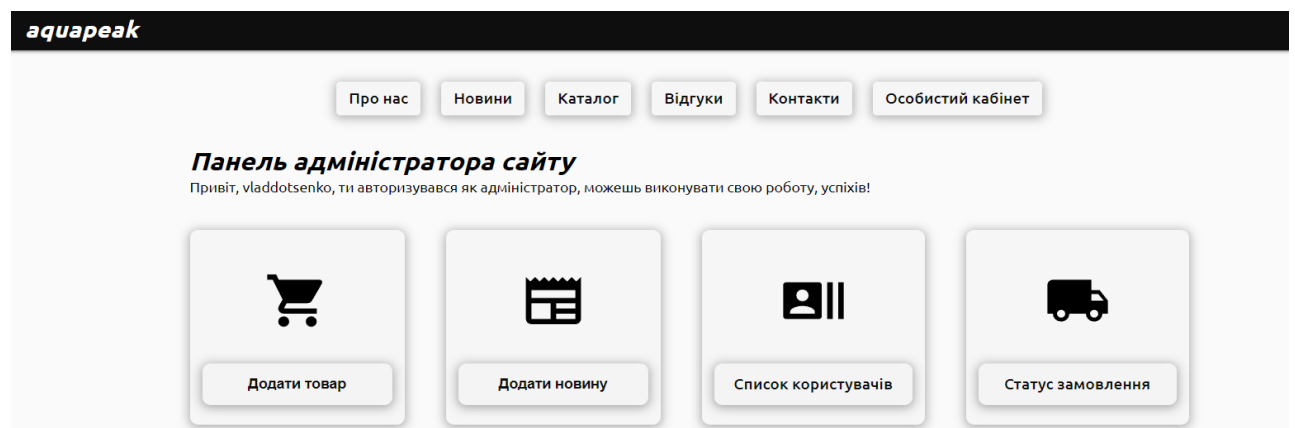 aquapeak
Про нас Новини Каталог Відгуки Контакти Особистий кабінет
Панель адміністратора сайту
Привіт, vladdotsenko, ти авторизувався як адміністратор, можешь виконувати свою роботу, успіхів!
Додати товар Додати новину Список користувачів Статус замовлення